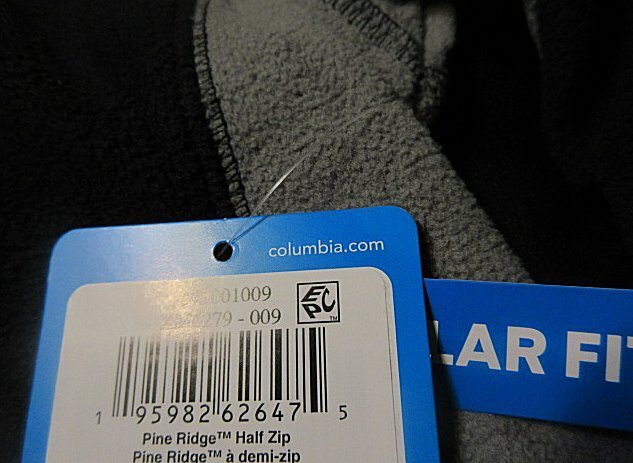 columbia.com
001009
279 - 009
EPC™
1 95982 62647 5
Pine Ridge™ Half Zip
Pine Ridge™ à demi-zip
LAR FIT